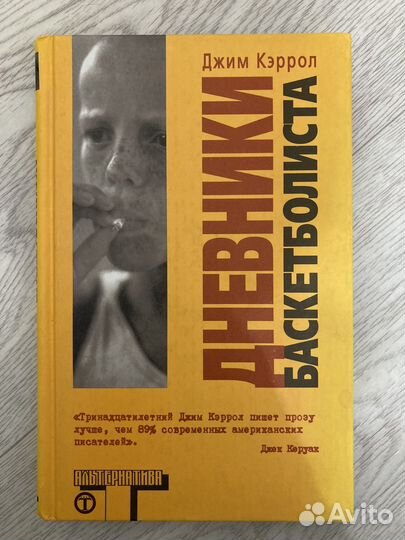 Джим Кэррол
ДНЕВНИКИ
БАСКЕТБОЛИСТА
«Тринадцатилетний Джим Кэррол пишет прозу
лучше, чем 89% современных американских
писателей».
Джек Керуак
АЛЬТЕРНАТИВА
Т
Avito